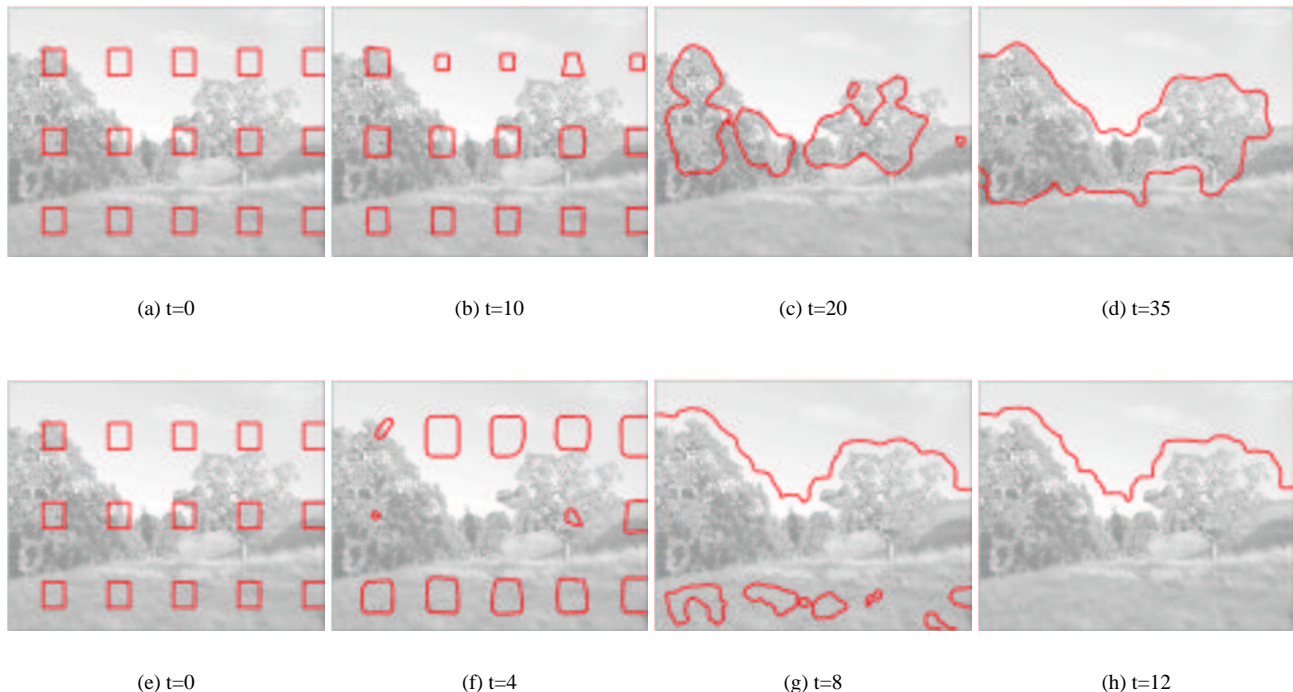 (a) t=0
(b) t=10
(c) t=20
(d) t=35
(e) t=0
(f) t=4
(g) t=8
(h) t=12